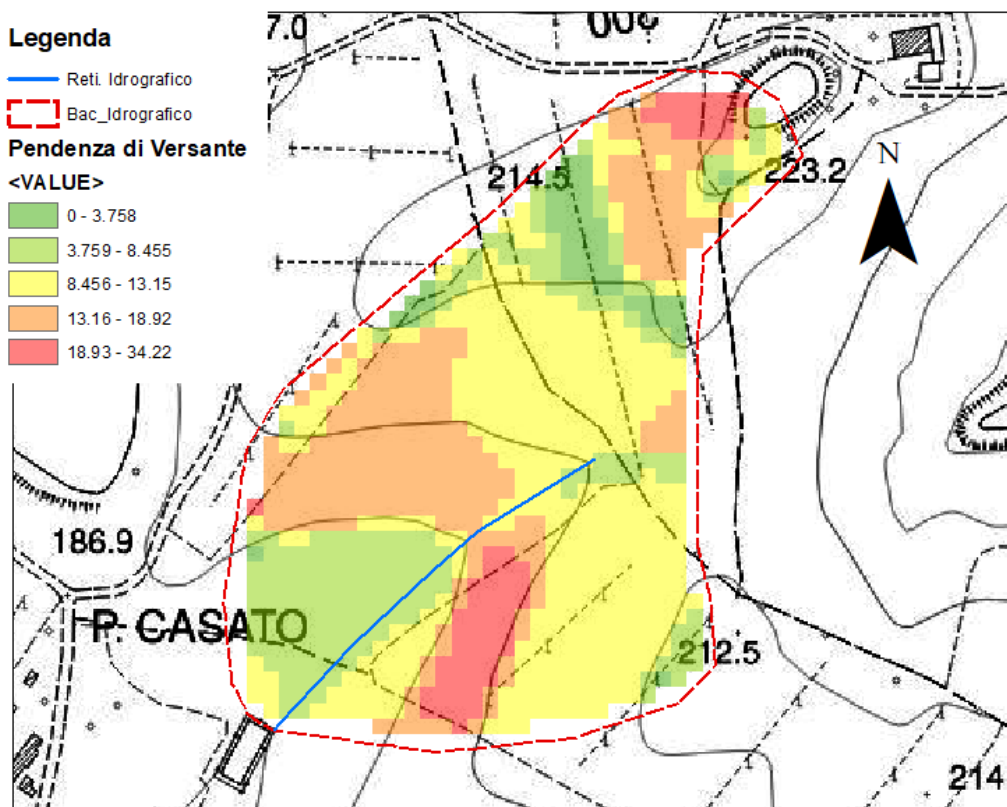 Legenda
Reti. Idrografico
Bac_Idrografico
Pendenza di Versante
<VALUE>
0 - 3.758
3.759 - 8.455
8.456 - 13.15
13.16 - 18.92
18.93 - 34.22
7.0
214.5
223.2
N
186.9
P. CASATO
212.5
214